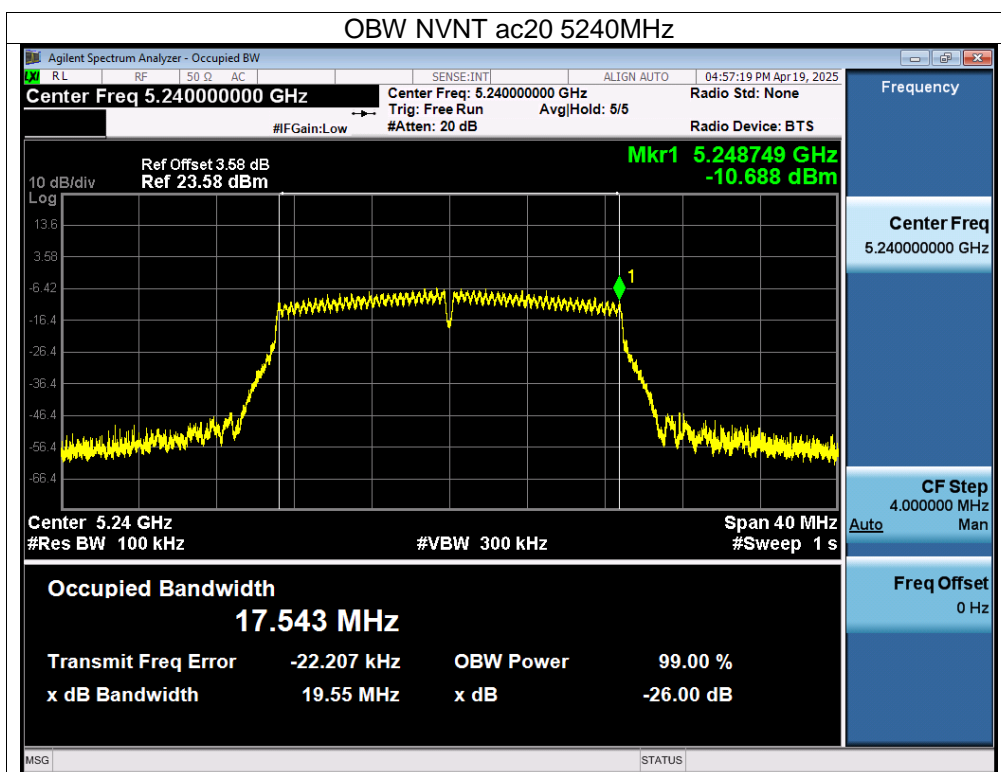 OBW NVNT ac20 5240MHz
Agilent Spectrum Analyzer - Occupied BW
LXI RL RF 50 Ω AC SENSE:INT ALIGN AUTO 04:57:19 PM Apr 19, 2025
Center Freq 5.240000000 GHz Center Freq: 5.240000000 GHz Radio Std: None
Trig: Free Run Avg|Hold: 5/5
#IFGain:Low #Atten: 20 dB Radio Device: BTS
Frequency
Mkr1 5.248749 GHz
-10.688 dBm
Ref Offset 3.58 dB
10 dB/div Ref 23.58 dBm
Log
13.6
3.58
-6.42
-16.4
-26.4
-36.4
-46.4
-56.4
-66.4
1
Center 5.24 GHz Span 40 MHz
#Res BW 100 kHz #VBW 300 kHz #Sweep 1 s
Center Freq
5.240000000 GHz
CF Step
4.000000 MHz
Auto Man
Freq Offset
0 Hz
Occupied Bandwidth
17.543 MHz
Transmit Freq Error -22.207 kHz OBW Power 99.00 %
x dB Bandwidth 19.55 MHz x dB -26.00 dB
MSG STATUS